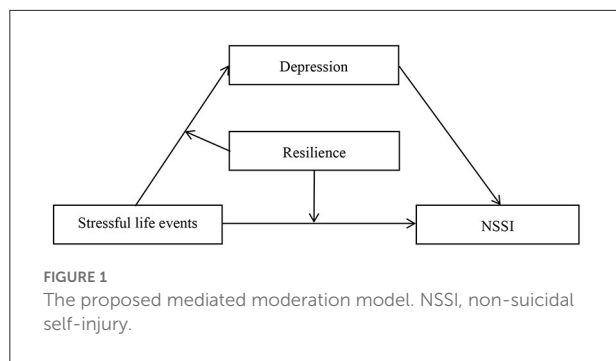 Depression
Resilience
Stressful life events
NSSI
FIGURE 1
The proposed mediated moderation model. NSSI, non-suicidal
self-injury.